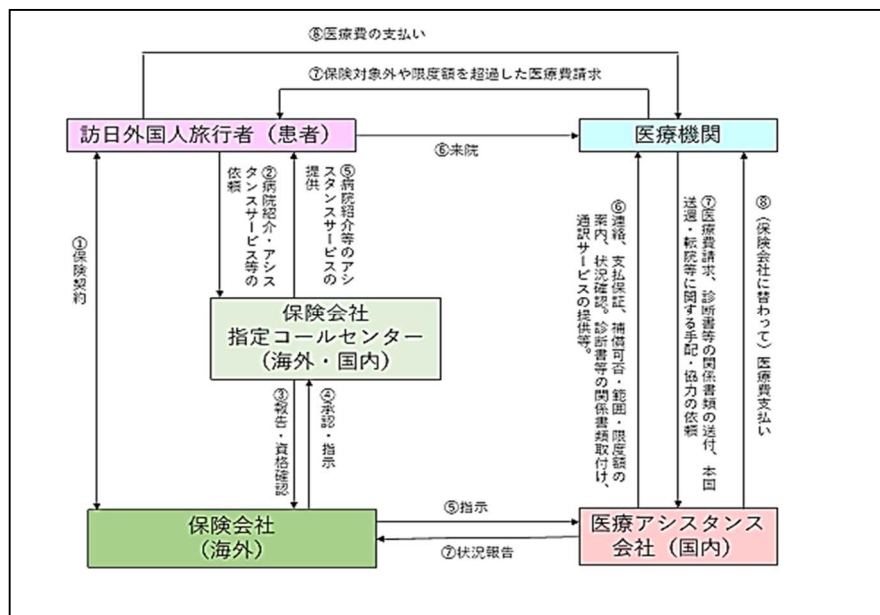 ⑧医療費の支払い
⑦保険対象外や限度額を超過した医療費請求
訪日外国人旅行者（患者）
医療機関
⑥来院
①保険契約
②病院紹介・アシス
タンスサービス等の
依頼
⑤病院紹介等のアシ
スタンスサービスの
提供
⑥連絡、支払保証、補償可否・範囲・限度額の
案内、状況確認。診断書等の関係書類取付け、
通訳サービスの提供等。
⑦医療費請求、診断書等の関係書類の送付、本国
送還・転院等に関する手配・協力の依頼
⑧（保険会社に替わって）医療費支払い
保険会社
指定コールセンター
（海外・国内）
③報告・資格確認
④承認・指示
保険会社
（海外）
⑤指示
⑦状況報告
医療アシスタンス
会社（国内）